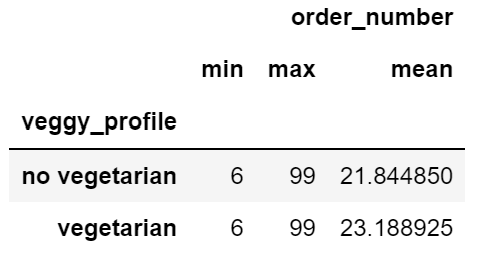 order_number
min max mean
veggy_profile
no vegetarian 6 99 21.844850
vegetarian 6 99 23.188925